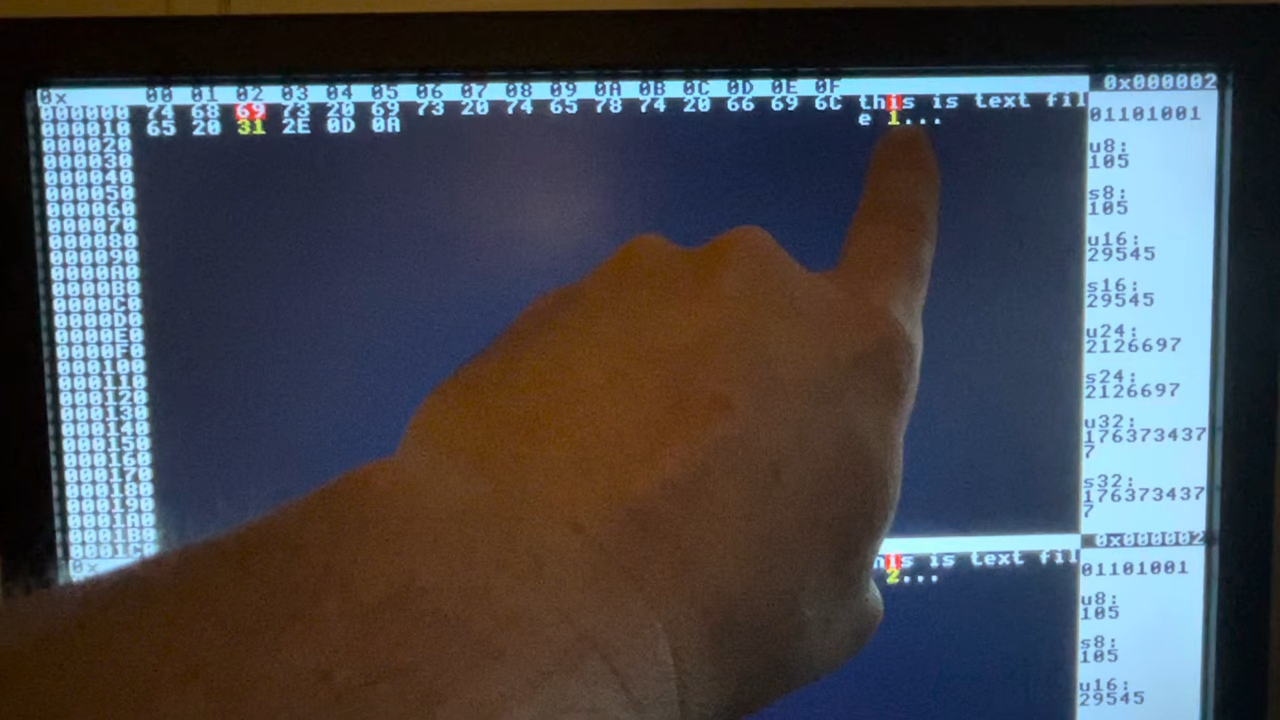 0x 00 01 02 03 04 05 06 07 08 09 0A 0B 0C 0D 0E 0F 0x000002
000000 74 68 69 73 20 69 73 20 74 65 78 74 20 66 69 6C this is text fil
000010 65 20 31 2E 0D 0A e 1...
000020
000030
000040
000050
000060
000070
000080
000090
0000A0
0000B0
0000C0
0000D0
0000E0
0000F0
000100
000110
000120
000130
000140
000150
000160
000170
000180
000190
0001A0
0001B0
0001C0
01101001
u8:
105
s8:
105
u16:
29545
s16:
29545
u24:
2126697
s24:
2126697
u32:
176373437
7
s32:
176373437
7
0x 0x000002
his is text fil
2...
01101001
u8:
105
s8:
105
u16:
29545